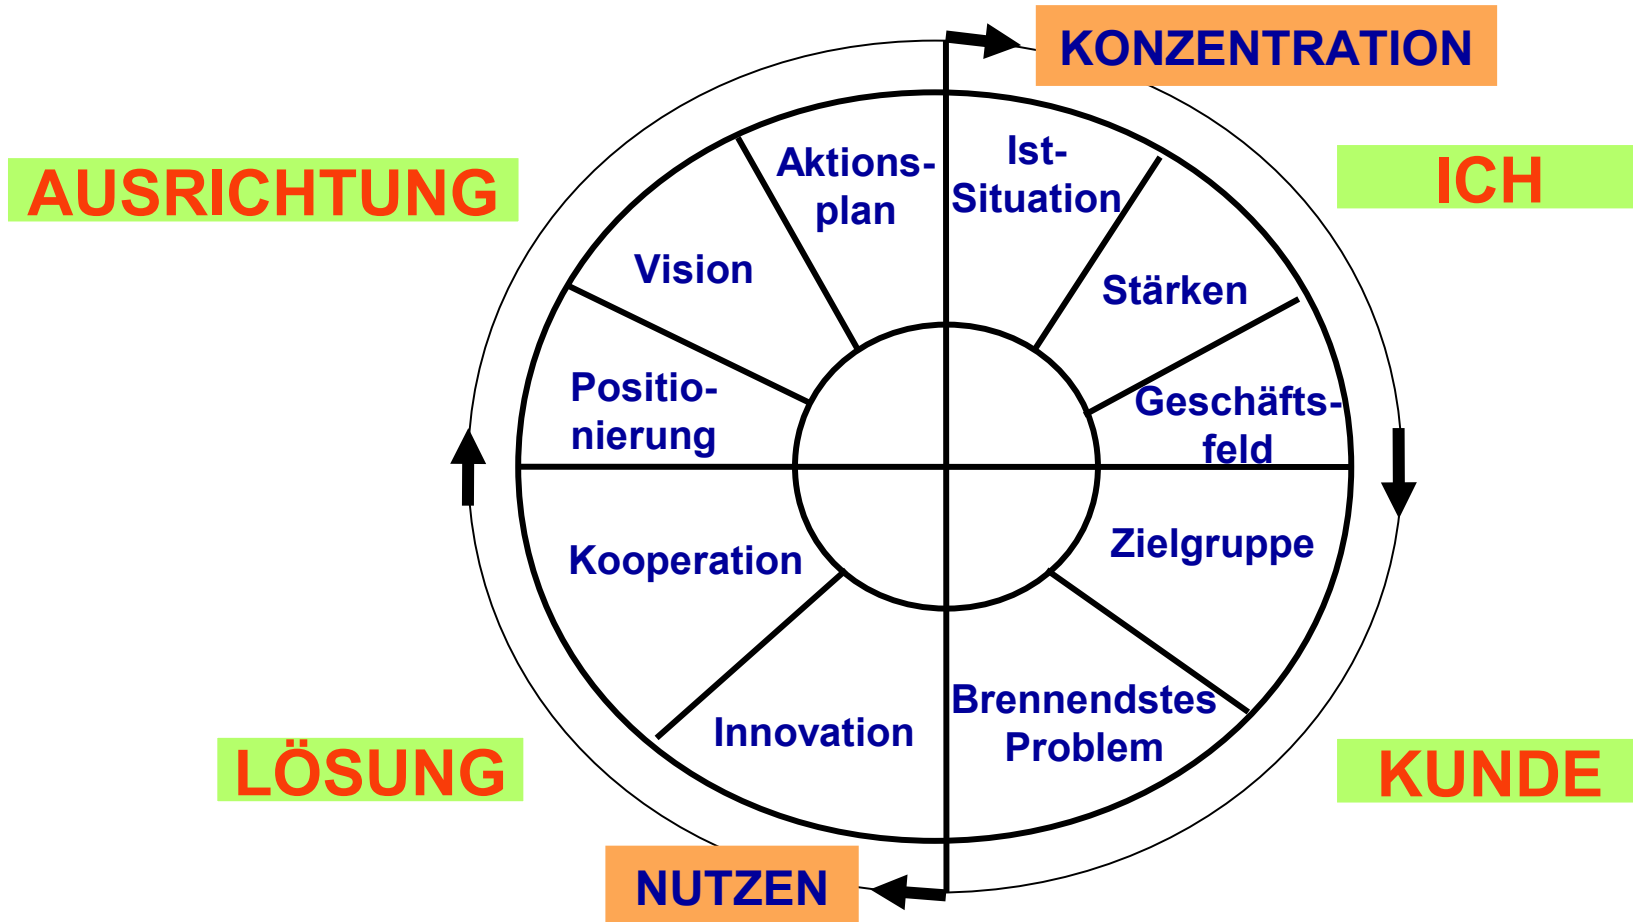 KONZENTRATION
ICH
AUSRICHTUNG
Aktions-
plan
Ist-
Situation
Vision
Stärken
Positio-
nierung
Geschäfts-
feld
Kooperation
Zielgruppe
Innovation
Brennendstes
Problem
LÖSUNG
KUNDE
NUTZEN